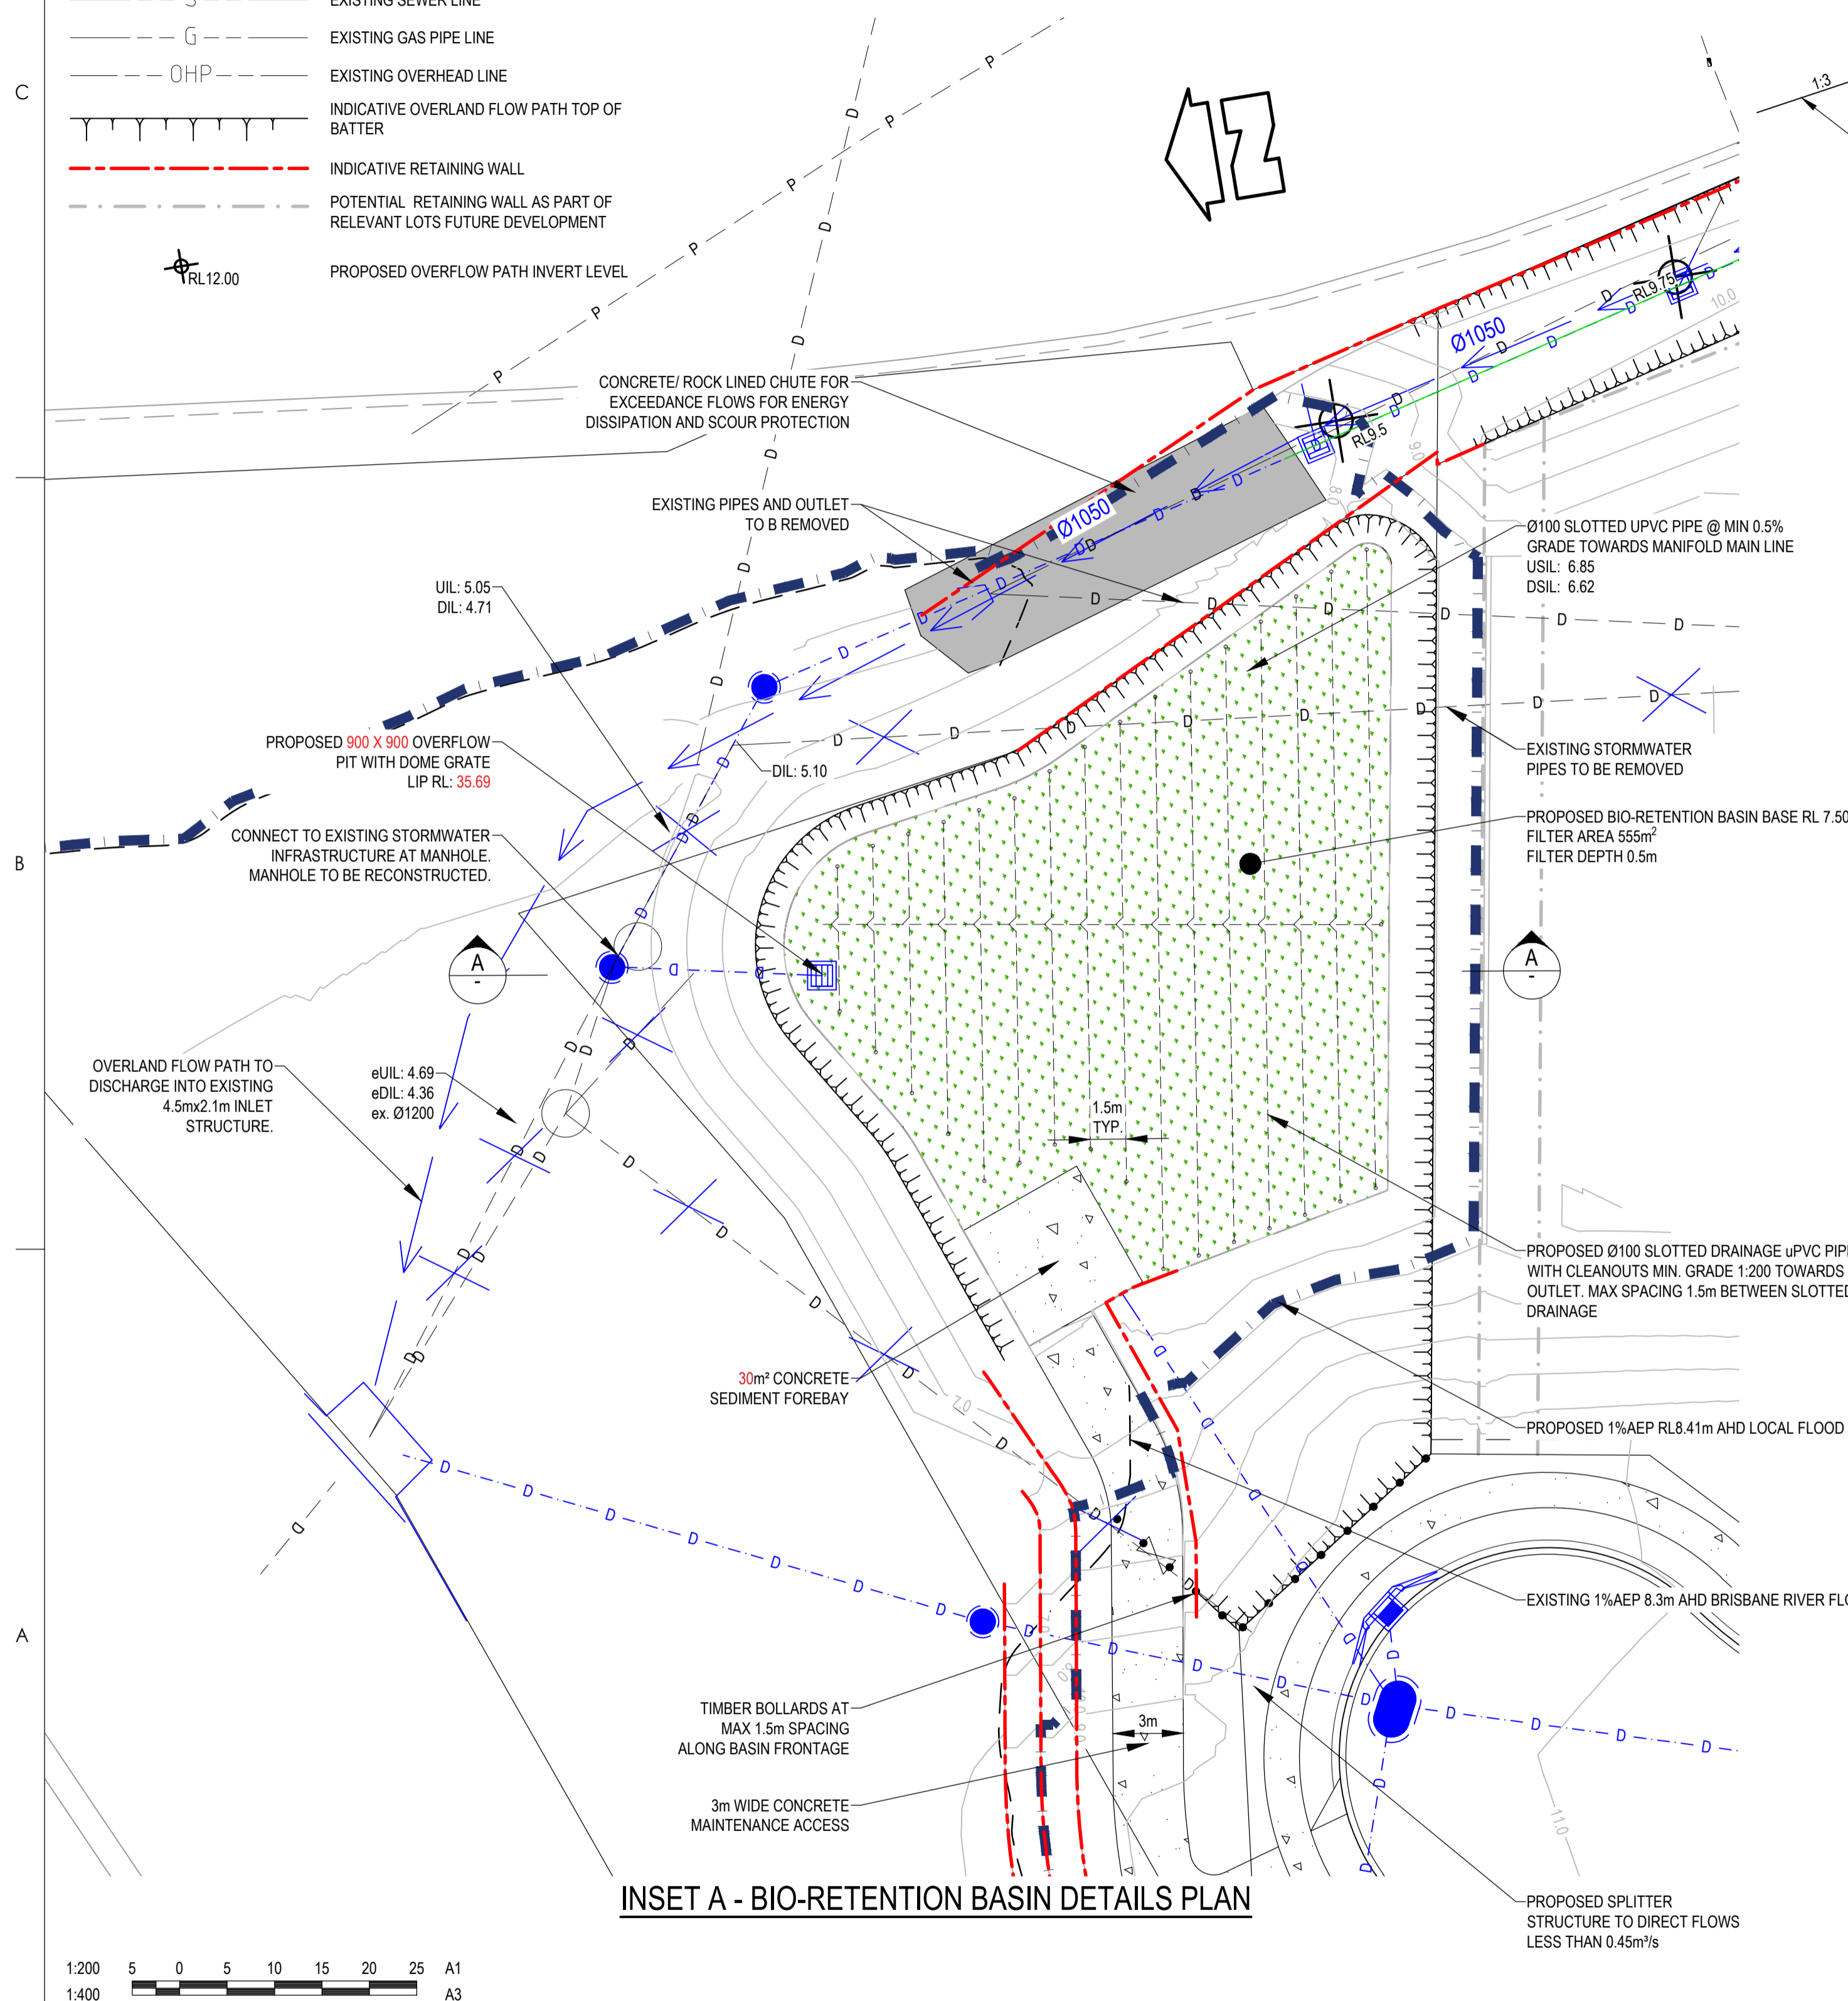 EXISTING SEWER LINE
G
EXISTING GAS PIPE LINE
OHP
EXISTING OVERHEAD LINE
INDICATIVE OVERLAND FLOW PATH TOP OF
BATTER
INDICATIVE RETAINING WALL
POTENTIAL RETAINING WALL AS PART OF
RELEVANT LOTS FUTURE DEVELOPMENT
RL12.00
PROPOSED OVERFLOW PATH INVERT LEVEL
C
B
A
N
1:3
RL9.75
10.0
Ø1050
RL9.5
9.0
8.0
CONCRETE/ ROCK LINED CHUTE FOR
EXCEEDANCE FLOWS FOR ENERGY
DISSIPATION AND SCOUR PROTECTION
EXISTING PIPES AND OUTLET
TO B REMOVED
Ø1050
Ø100 SLOTTED UPVC PIPE @ MIN 0.5%
GRADE TOWARDS MANIFOLD MAIN LINE
USIL: 6.85
DSIL: 6.62
UIL: 5.05
DIL: 4.71
PROPOSED 900 X 900 OVERFLOW
PIT WITH DOME GRATE
LIP RL: 35.69
DIL: 5.10
EXISTING STORMWATER
PIPES TO BE REMOVED
CONNECT TO EXISTING STORMWATER
INFRASTRUCTURE AT MANHOLE.
MANHOLE TO BE RECONSTRUCTED.
PROPOSED BIO-RETENTION BASIN BASE RL 7.50
FILTER AREA 555m²
FILTER DEPTH 0.5m
A
-
A
-
OVERLAND FLOW PATH TO
DISCHARGE INTO EXISTING
4.5mx2.1m INLET
STRUCTURE.
eUIL: 4.69
eDIL: 4.36
ex. Ø1200
1.5m
TYP.
PROPOSED Ø100 SLOTTED DRAINAGE uPVC PIP
WITH CLEANOUTS MIN. GRADE 1:200 TOWARDS
OUTLET. MAX SPACING 1.5m BETWEEN SLOTTED
DRAINAGE
30m² CONCRETE
SEDIMENT FOREBAY
7.0
PROPOSED 1%AEP RL8.41m AHD LOCAL FLOOD
EXISTING 1%AEP 8.3m AHD BRISBANE RIVER FLO
TIMBER BOLLARDS AT
MAX 1.5m SPACING
ALONG BASIN FRONTAGE
3m
3m WIDE CONCRETE
MAINTENANCE ACCESS
11.0
PROPOSED SPLITTER
STRUCTURE TO DIRECT FLOWS
LESS THAN 0.45m³/s
INSET A - BIO-RETENTION BASIN DETAILS PLAN
1:200 5 0 5 10 15 20 25 A1
1:400 A3